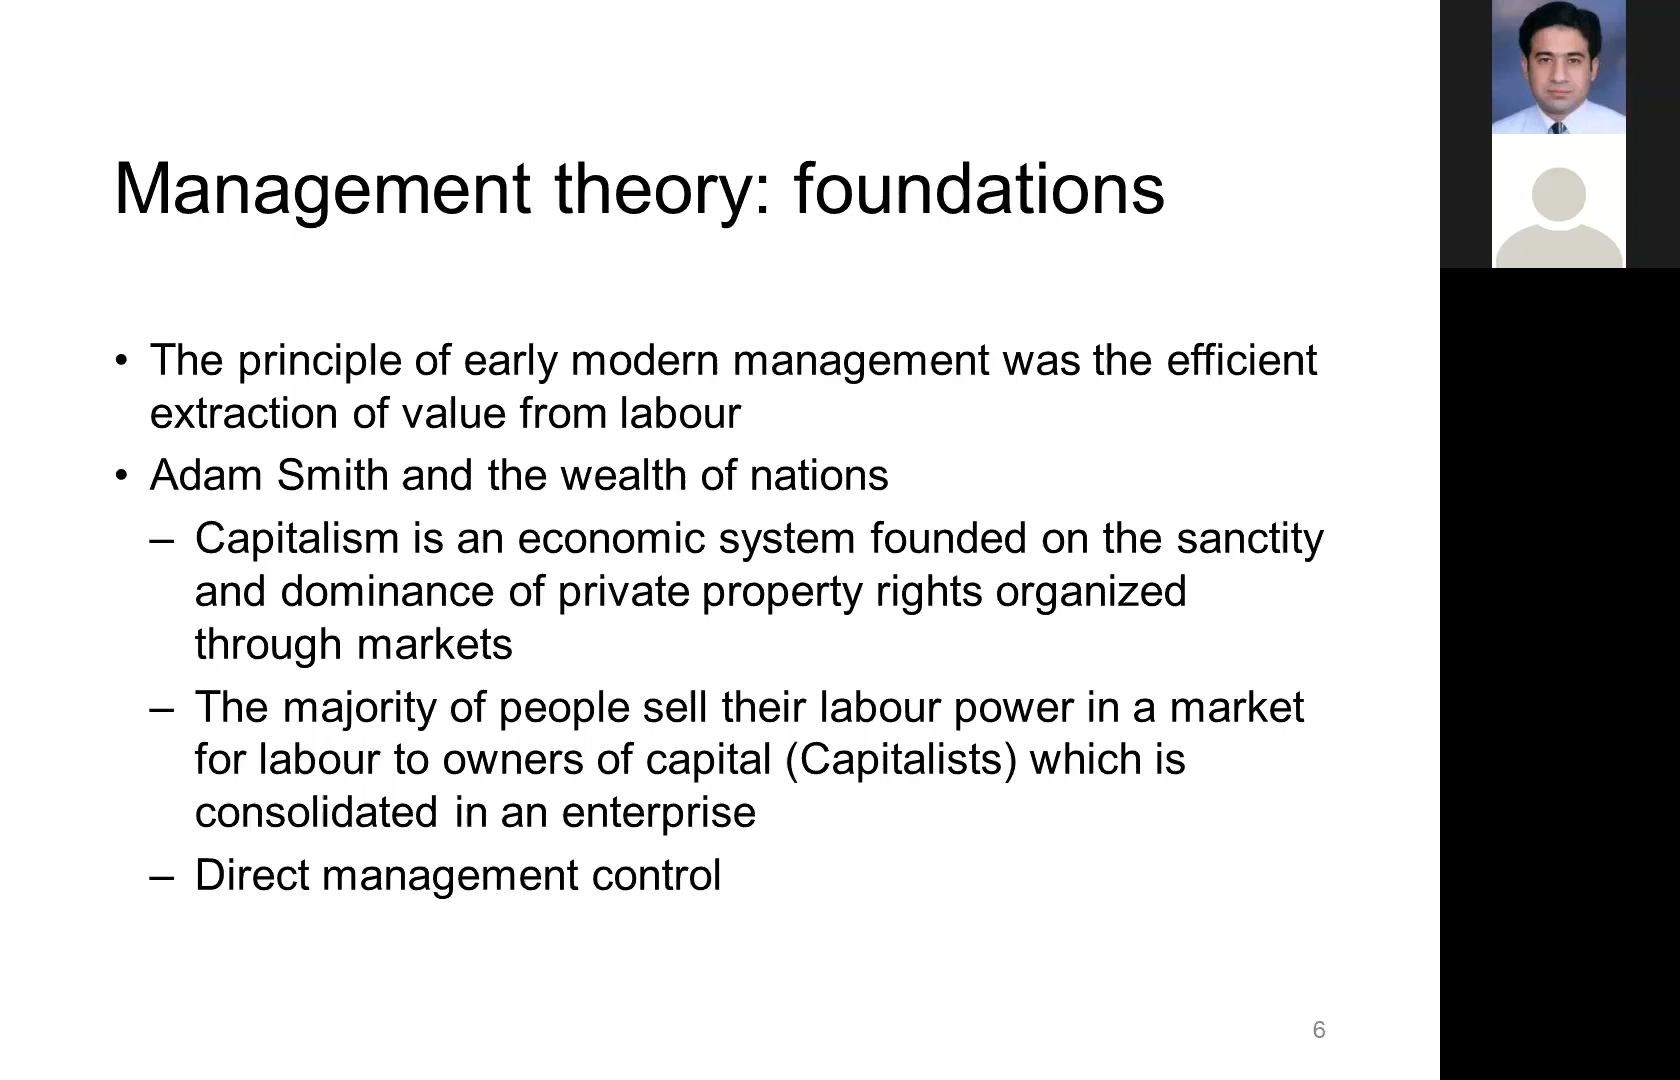 Management theory: foundations
• The principle of early modern management was the efficient
extraction of value from labour
• Adam Smith and the wealth of nations
– Capitalism is an economic system founded on the sanctity
and dominance of private property rights organized
through markets
– The majority of people sell their labour power in a market
for labour to owners of capital (Capitalists) which is
consolidated in an enterprise
– Direct management control
6